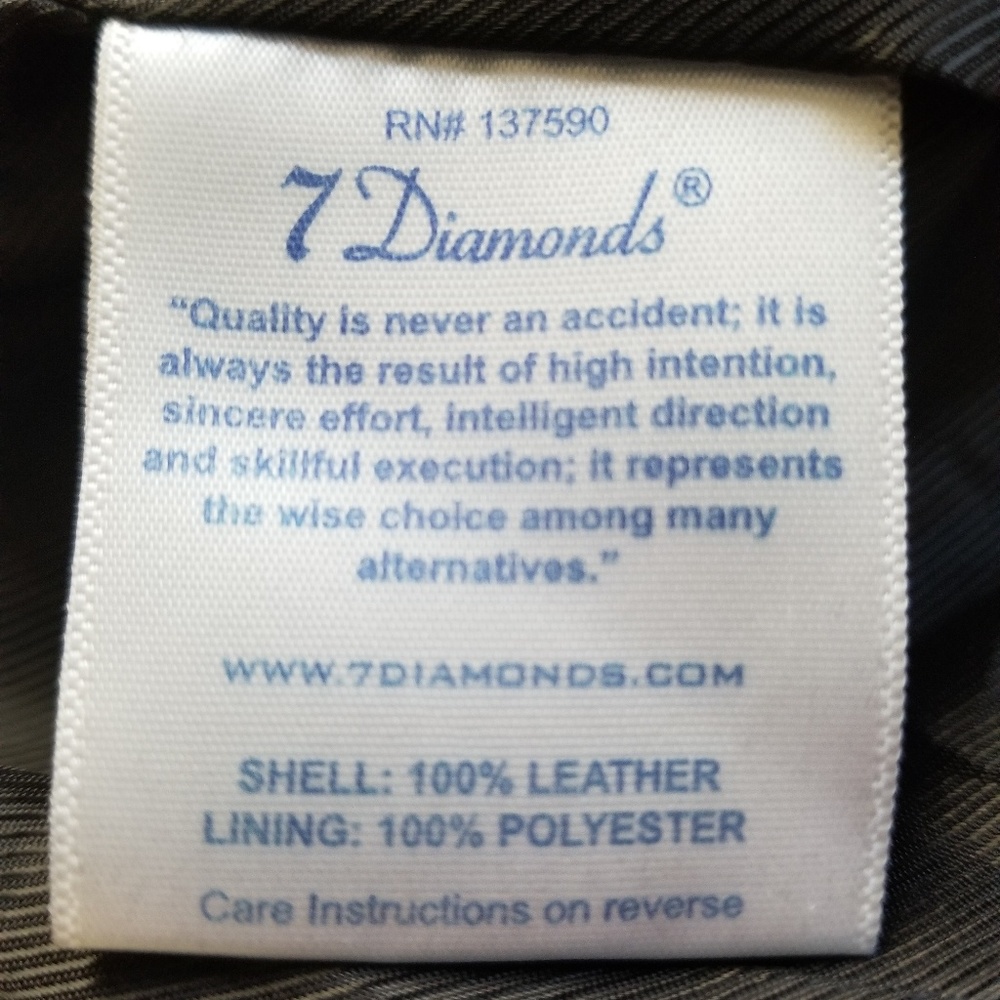 RN# 137590
7 Diamonds®
“Quality is never an accident; it is
always the result of high intention,
sincere effort, intelligent direction
and skillful execution; it represents
the wise choice among many
alternatives.”
WWW.7DIAMONDS.COM
SHELL: 100% LEATHER
LINING: 100% POLYESTER
Care Instructions on reverse